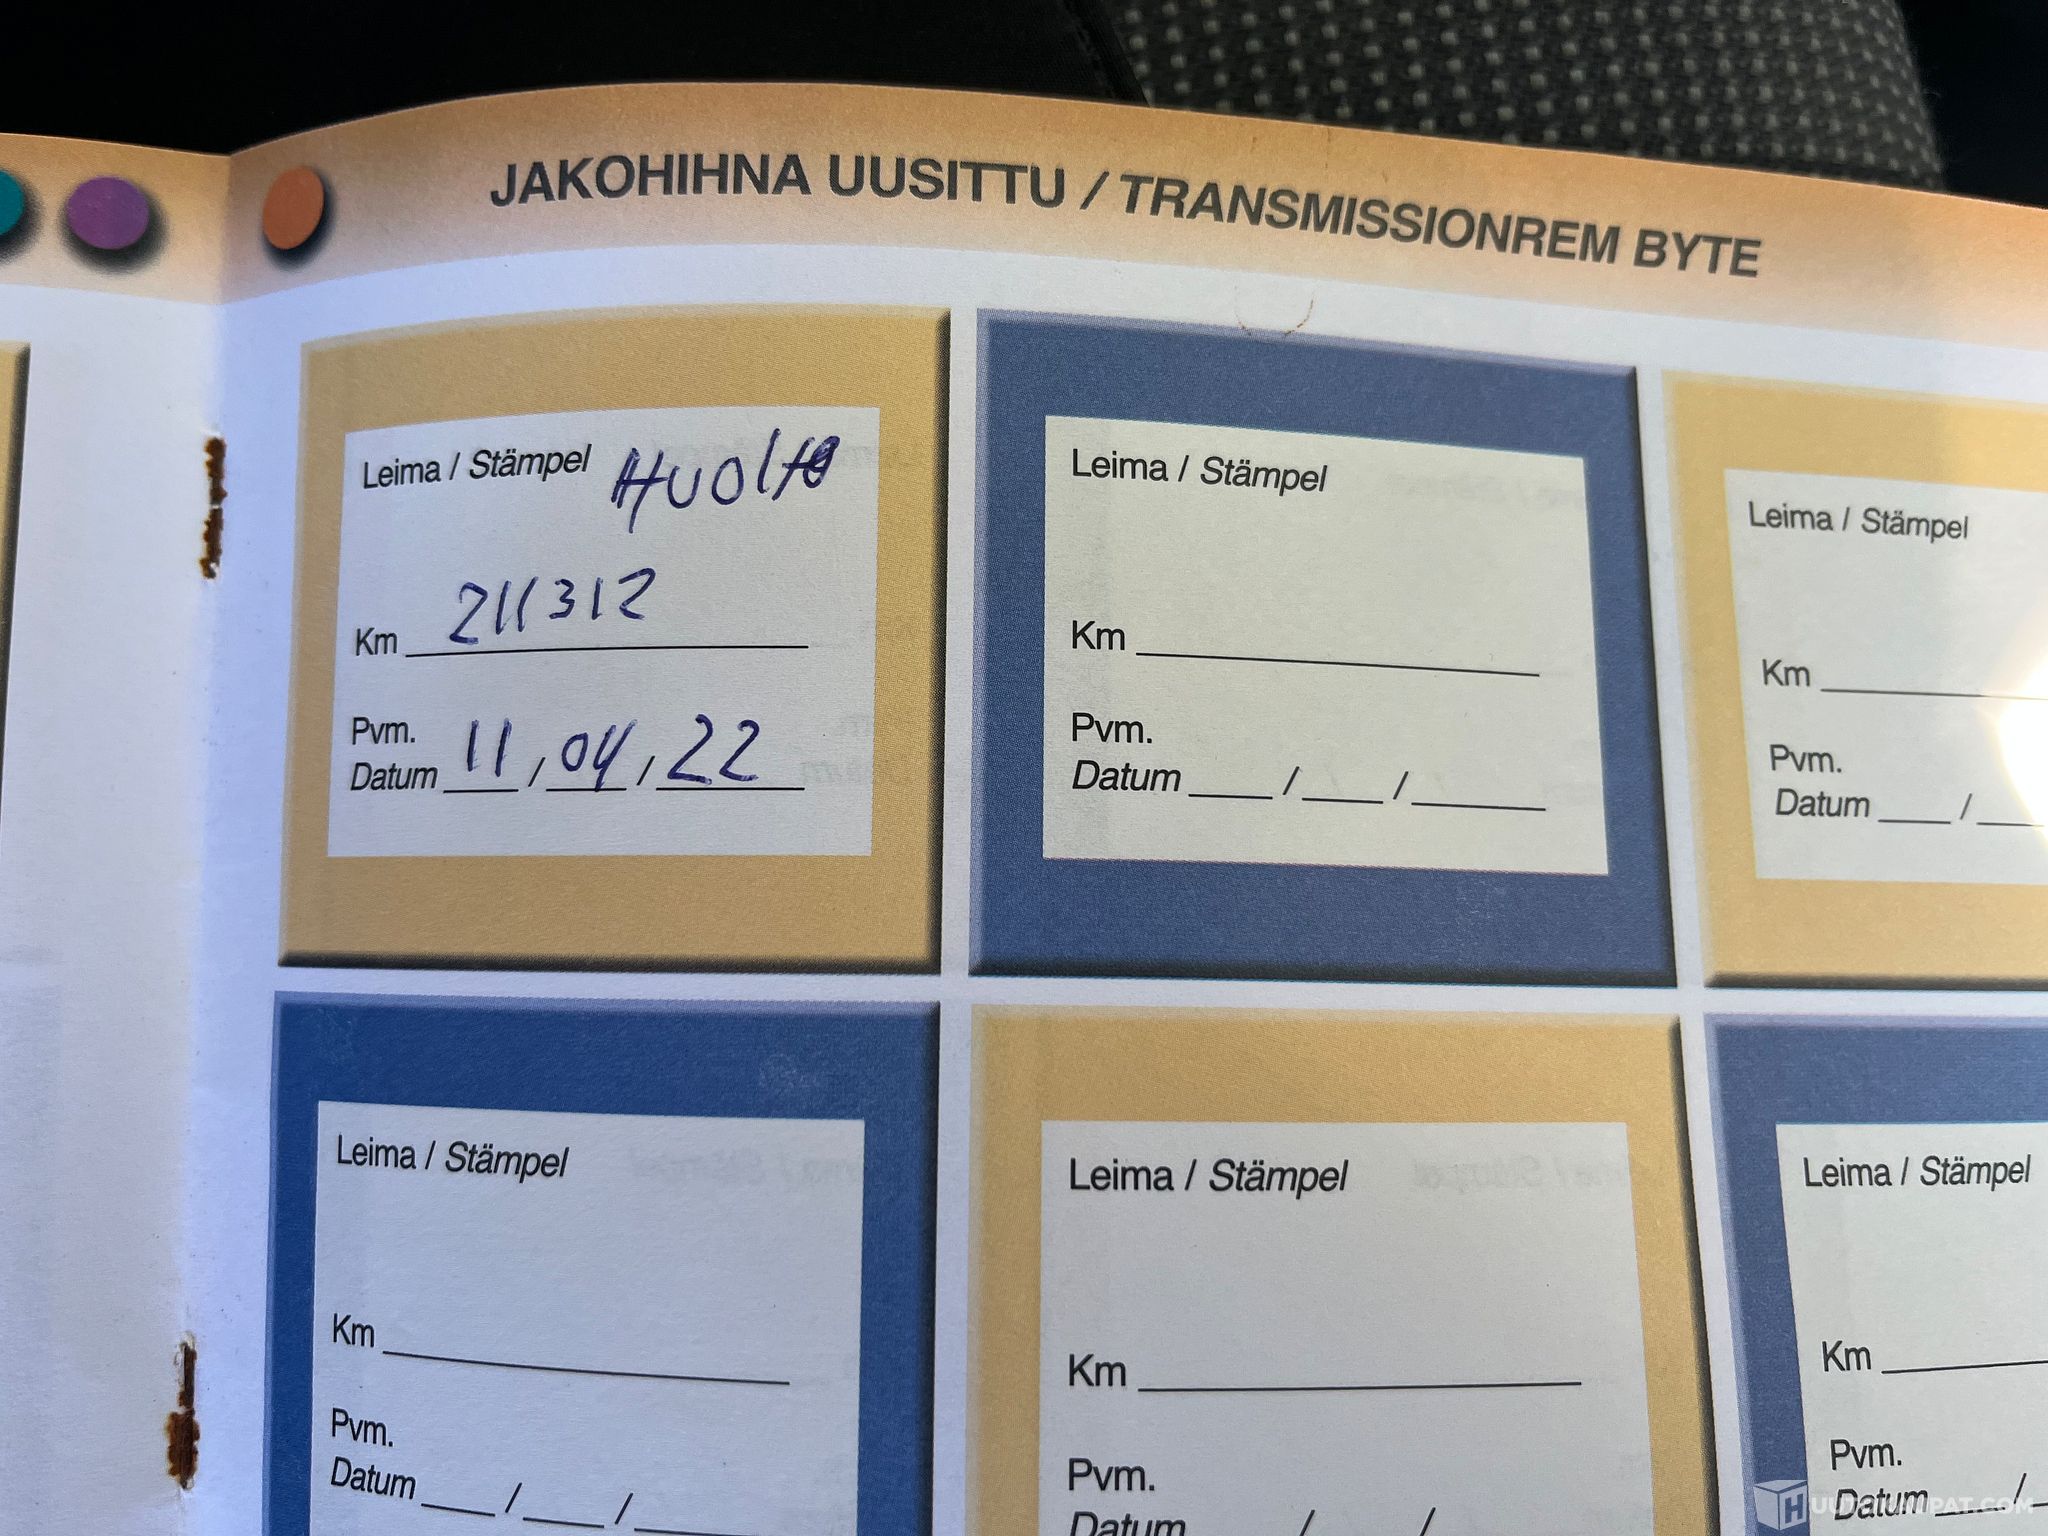 JAKOHIHNA UUSITTU / TRANSMISSIONREM BYTE
Leima / Stämpel Huolto
Km 211312
Pvm.
Datum 11 / 04 / 22
Leima / Stämpel
Km
Pvm.
Datum / /
Leima / Stämpel
Km
Pvm.
Datum /
Leima / Stämpel
Km
Pvm.
Datum / /
Leima / Stämpel
Km
Pvm.
Datum / /
Leima / Stämpel
Km
Pvm.
Datum /
HUUTOKAUPAT.COM